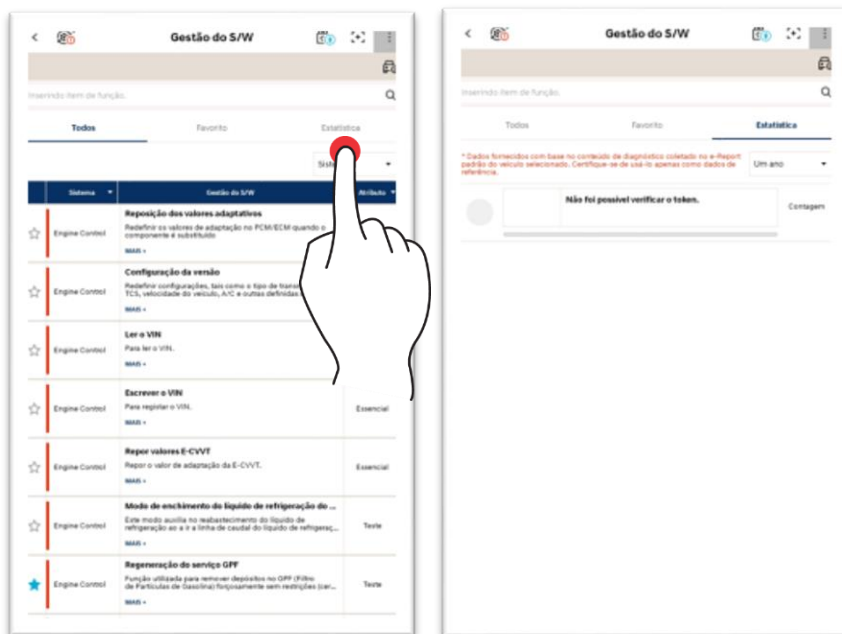 Gestão do S/W
Inserindo item de função.
Todos
Favorito
Estatística
Sistema
Gestão do S/W
Atributo
Reposição dos valores adaptativos
Engine Control
Redefinir os valores de adaptação no PCM/ECM quando o
componente é substituído
MAIS +
Configuração da versão
Engine Control
Redefinir configurações, tais como o tipo de
TCS, velocidade do veículo, A/C e outras definidas
MAIS +
Ler o VIN
Engine Control
Para ler o VIN.
MAIS +
Escrever o VIN
Engine Control
Para registar o VIN.
Essencial
MAIS +
Repor valores E-CVVT
Engine Control
Repor o valor de adaptação da E-CVVT.
Essencial
MAIS +
Modo de enchimento do líquido de refrigeração do ...
Engine Control
Este modo auxilia no reabastecimento do líquido de
refrigeração ao a ir a linha de caudal do líquido de refrigeraç...
Teste
MAIS +
Regeneração do serviço GPF
Engine Control
Função utilizada para remover depósitos no GPF (Filtro
de Partículas de Gasolina) forçosamente sem restrições (car...
Teste
MAIS +
Gestão do S/W
Inserindo item de função.
Todos
Favorito
Estatística
* Dados fornecidos com base no conteúdo de diagnóstico coletado no e-Report
padrão do veículo selecionado. Certifique-se de usá-lo apenas como dados de
referência.
Um ano
Não foi possível verificar o token.
Contagem